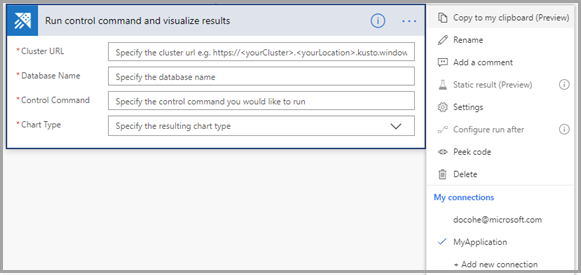 Run control command and visualize results
* Cluster URL
Specify the cluster url e.g. https://<yourCluster>.<yourLocation>.kusto.window
* Database Name
Specify the database name
* Control Command
Specify the control command you would like to run
* Chart Type
Specify the resulting chart type
Copy to my clipboard (Preview)
Rename
Add a comment
Static result (Preview)
Settings
Configure run after
Peek code
Delete
My connections
docohe@microsoft.com
MyApplication
+ Add new connection